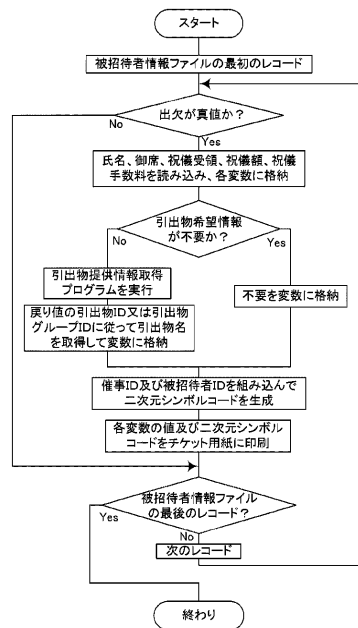 スタート
被招待者情報ファイルの最初のレコード
出欠が真値か？
No
Yes
氏名、御席、祝儀受領、祝儀額、祝儀
手数料を読み込み、各変数に格納
引出物希望情報
が不要か？
No
Yes
引出物提供情報取得
プログラムを実行
不要を変数に格納
戻り値の引出物ID又は引出物
グループIDに従って引出物名
を取得して変数に格納
催事ID及び被招待者IDを組み込んで
二次元シンボルコードを生成
各変数の値及び二次元シンボル
コードをチケット用紙に印刷
被招待者情報ファイル
の最後のレコード？
Yes
No
次のレコード
終わり